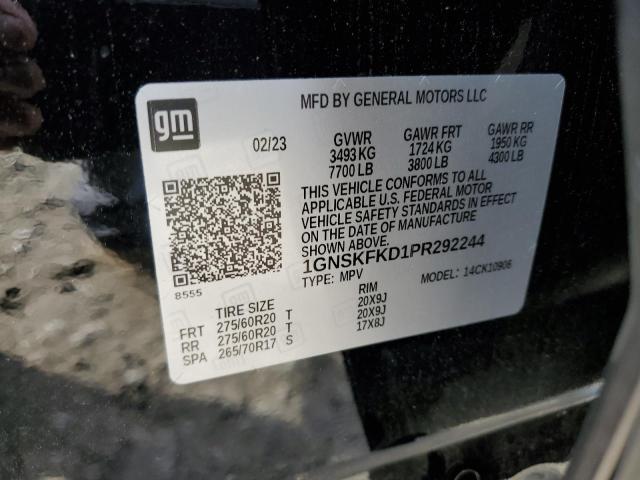 gm
MFD BY GENERAL MOTORS LLC
02/23 GVWR GAWR FRT GAWR RR
3493 KG 1724 KG 1950 KG
7700 LB 3800 LB 4300 LB
THIS VEHICLE CONFORMS TO ALL
APPLICABLE U.S. FEDERAL MOTOR
VEHICLE SAFETY STANDARDS IN EFFECT
ON THE DATE OF MANUFACTURE
SHOWN ABOVE.
1GNSKFKD1PR292244
TYPE: MPV MODEL: 14CK10906
8555
TIRE SIZE RIM
FRT 275/60R20 T 20X9J
RR 275/60R20 T 20X9J
SPA 265/70R17 S 17X8J